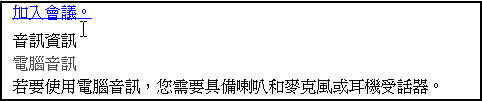 加入會議。
音訊資訊
電腦音訊
若要使用電腦音訊，您需要具備喇叭和麥克風或耳機受話器。